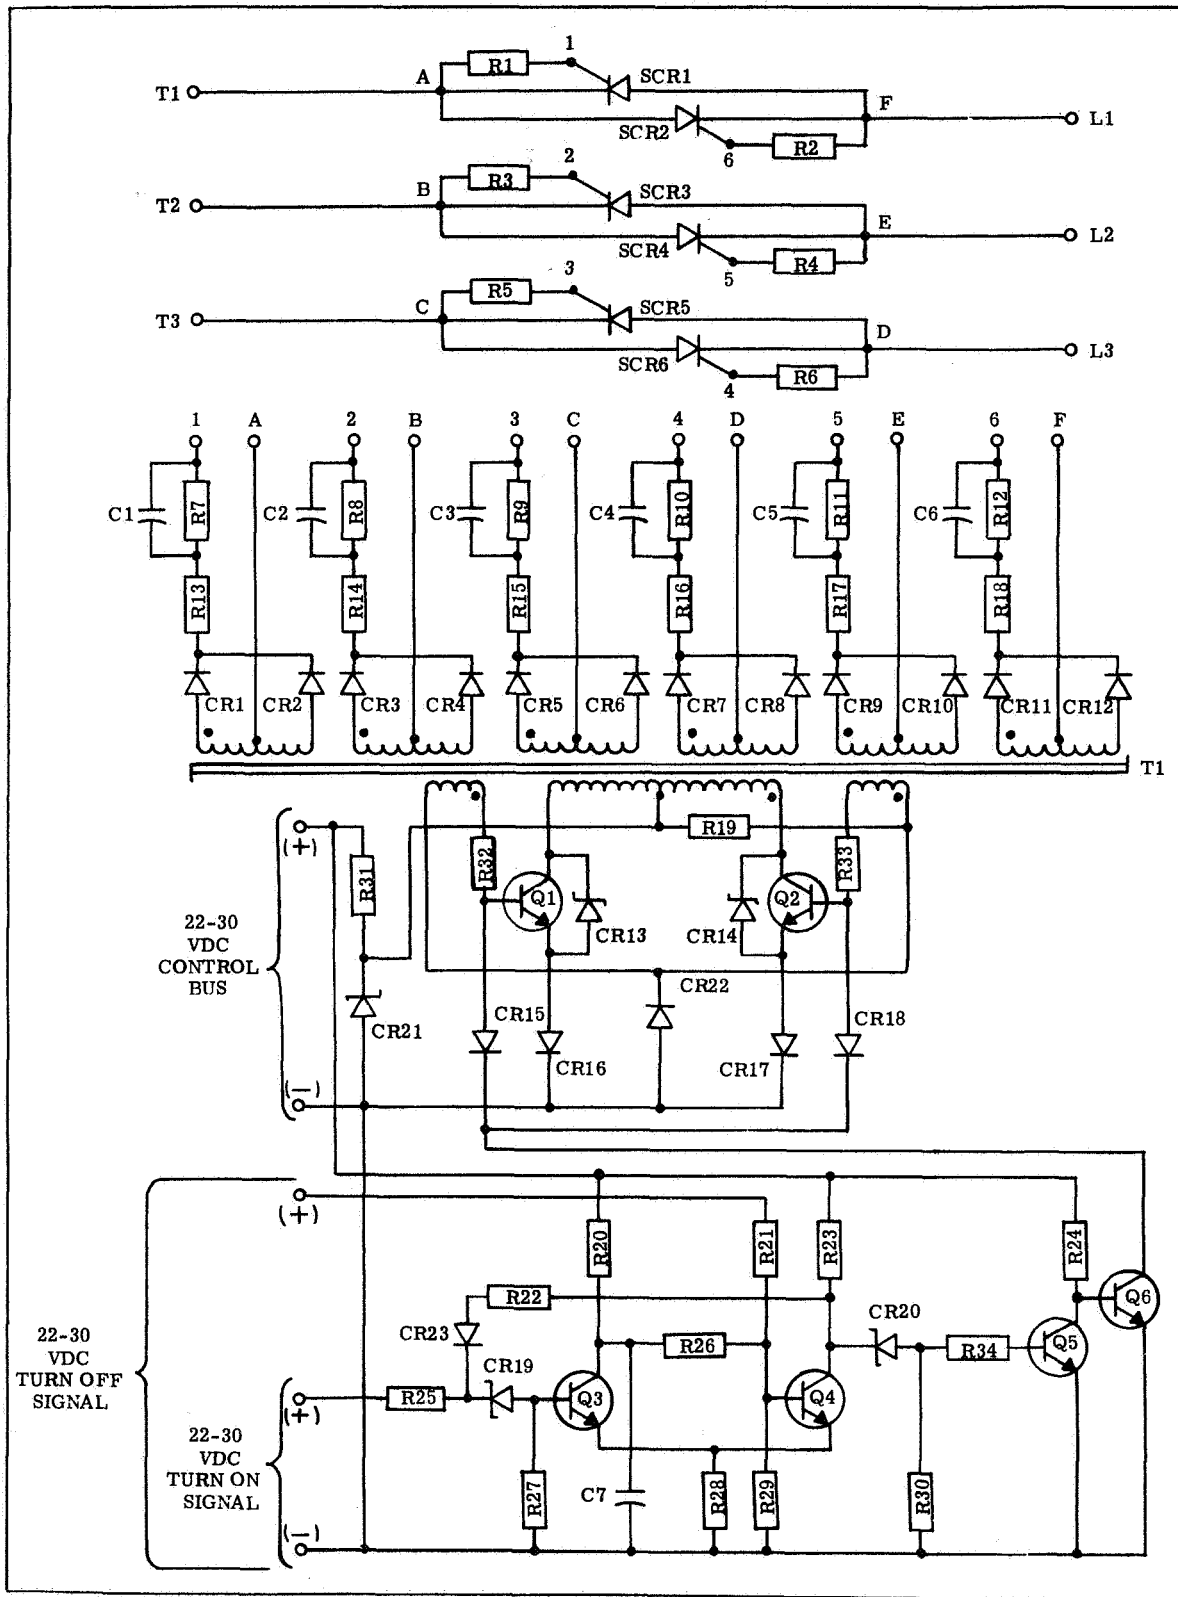 1
R1
SCR1
A
T1
F
L1
SCR2
6
R2
2
R3
SCR3
B
T2
E
L2
SCR4
5
R4
3
R5
SCR5
C
T3
D
L3
SCR6
4
R6
1 A 2 B 3 C 4 D 5 E 6 F
C1 R7 C2 R8 C3 R9 C4 R10 C5 R11 C6 R12
R13 R14 R15 R16 R17 R18
CR1 CR2 CR3 CR4 CR5 CR6 CR7 CR8 CR9 CR10 CR11 CR12
T1
(+)
R19
R31
R32
Q1
Q2
R33
CR13
CR14
22-30
VDC
CONTROL
BUS
CR22
CR15
CR18
CR21
CR16
CR17
(−)
(+)
R20
R21
R23
R24
R22
Q6
CR23
CR20
22-30
VDC
TURN OFF
SIGNAL
CR19
R26
R34
Q5
R25
Q3
Q4
(+)
22-30
VDC
TURN ON
SIGNAL
R27
C7
R28
R29
R30
(−)